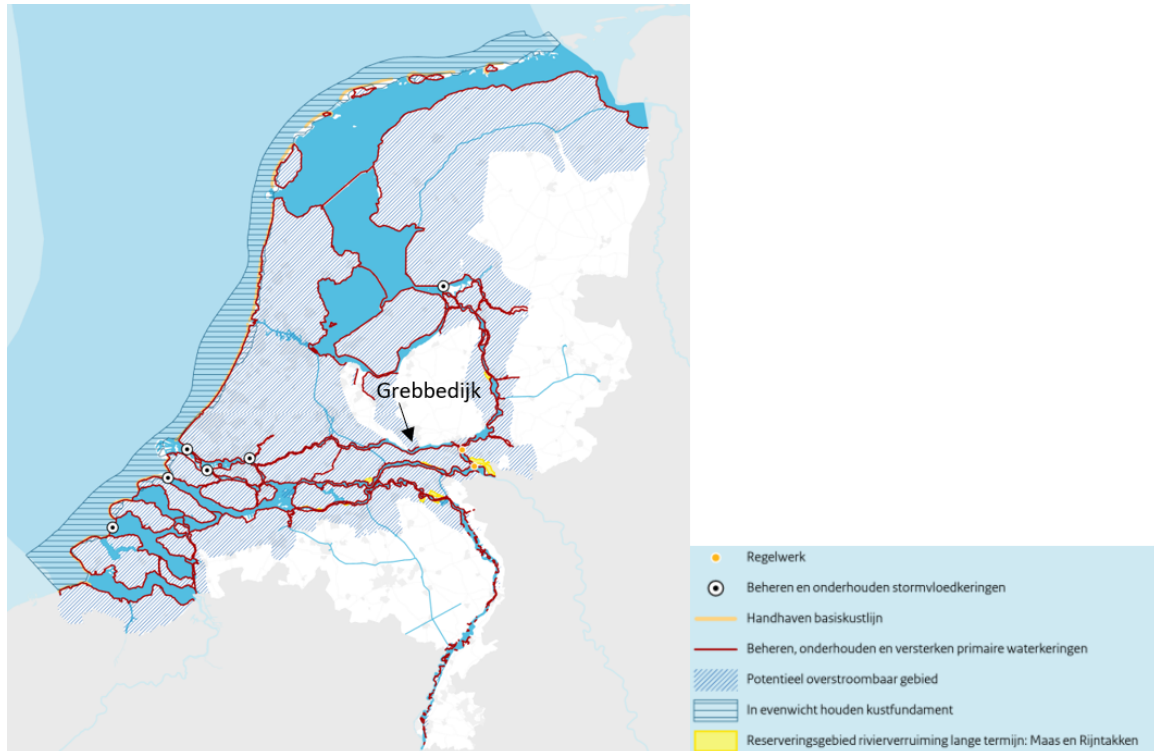 Grebbedijk
Regelwerk
Beheren en onderhouden stormvloedkeringen
Handhaven basiskustlijn
Beheren, onderhouden en versterken primaire waterkeringen
Potentieel overstroombaar gebied
In evenwicht houden kustfundament
Reserveringsgebied rivierverruiming lange termijn: Maas en Rijntakken